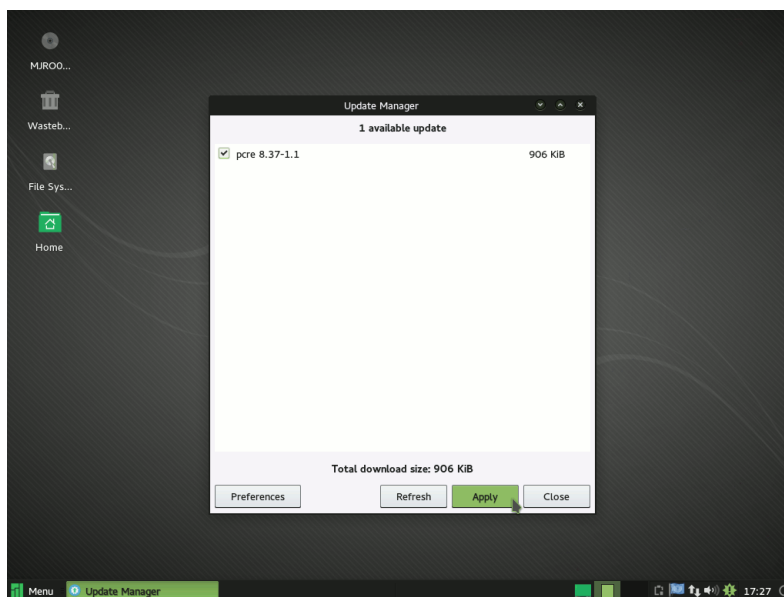 MJRO0...
Wasteb...
File Sys...
Home
Update Manager
1 available update
pcre 8.37-1.1 906 KiB
Total download size: 906 KiB
Preferences Refresh Apply Close
Menu Update Manager 17:27